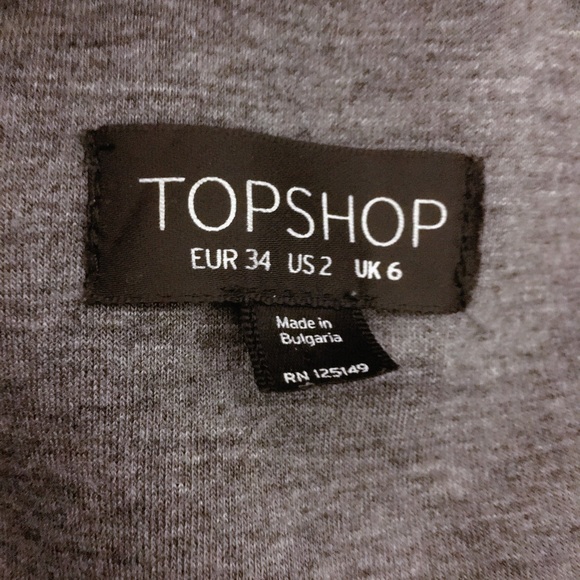 TOPSHOP
EUR 34 US 2 UK 6
Made in
Bulgaria
RN 125149